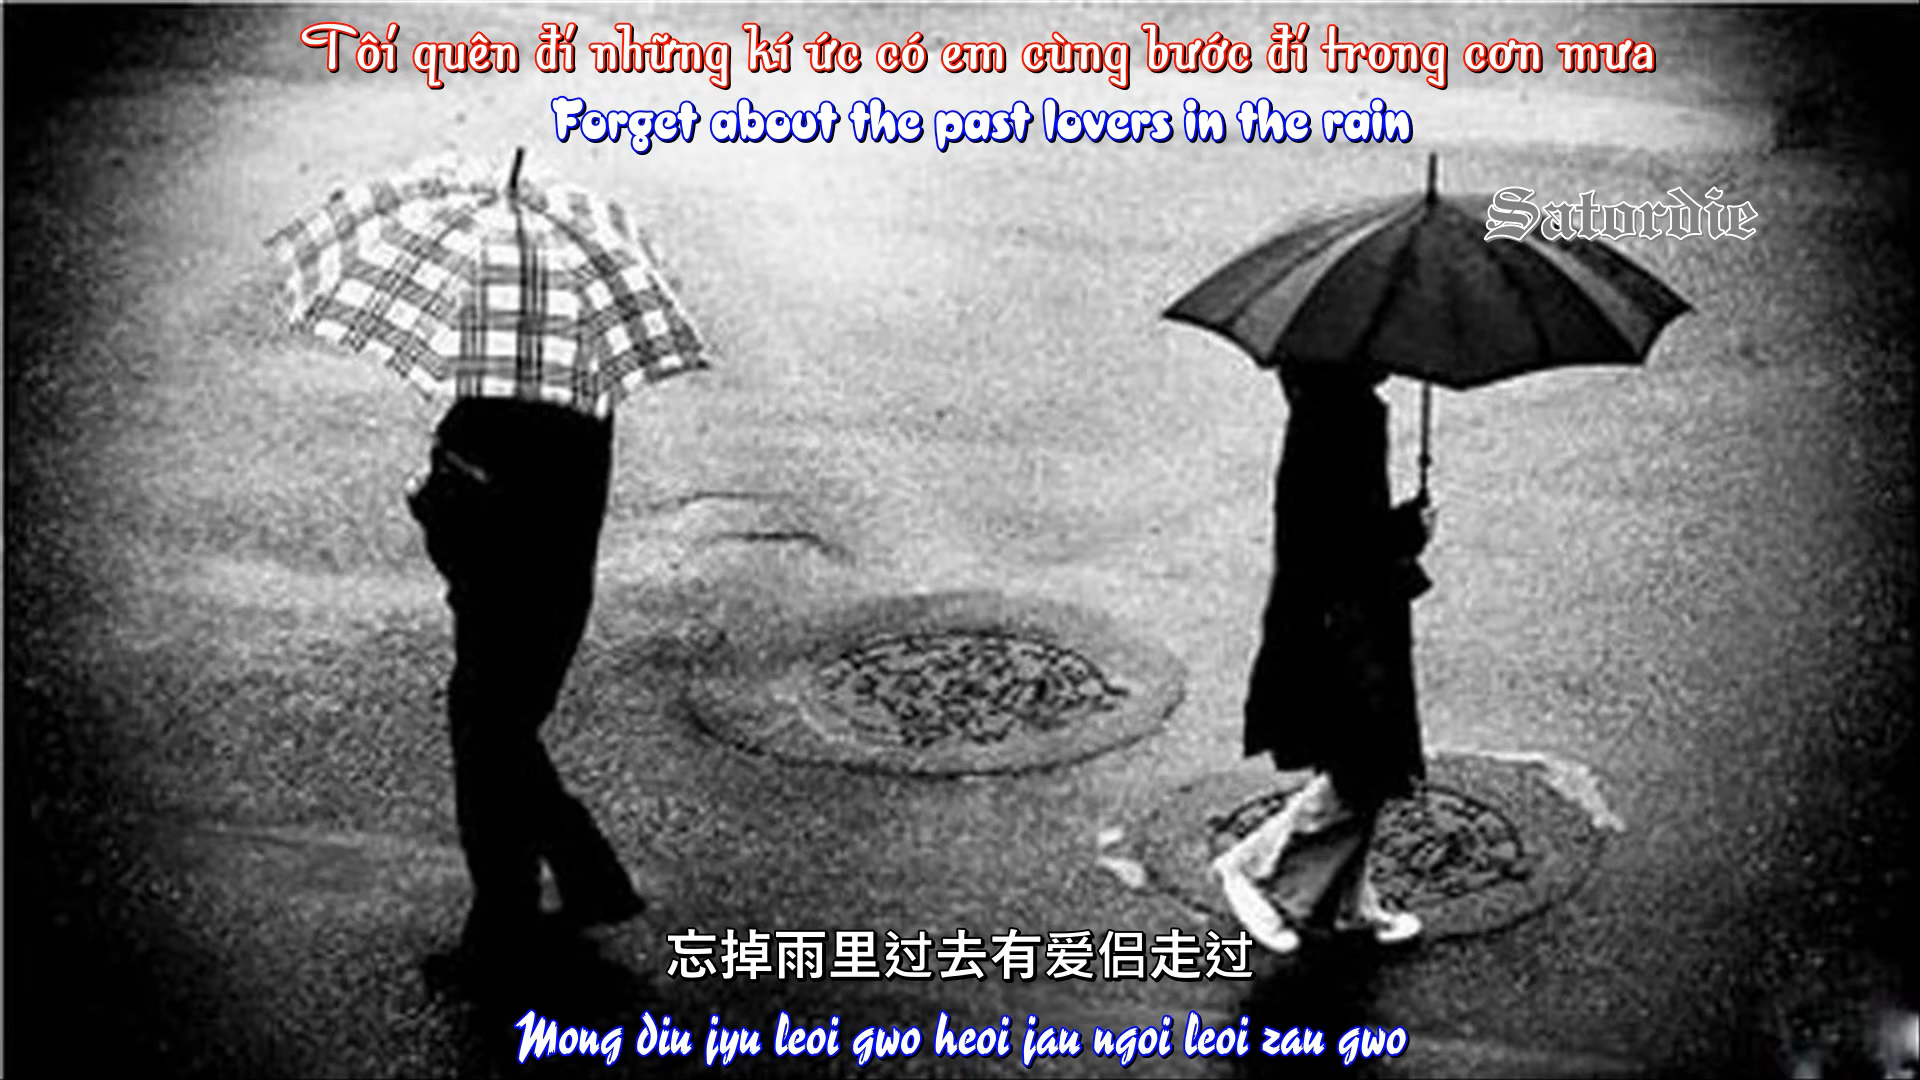 Tôi quên đi những kí ức có em cùng bước đi trong cơn mưa
Forget about the past lovers in the rain
Satordie
忘掉雨里过去有爱侣走过
Mong diu jyu leoi gwo heoi jau ngoi leoi zau gwo